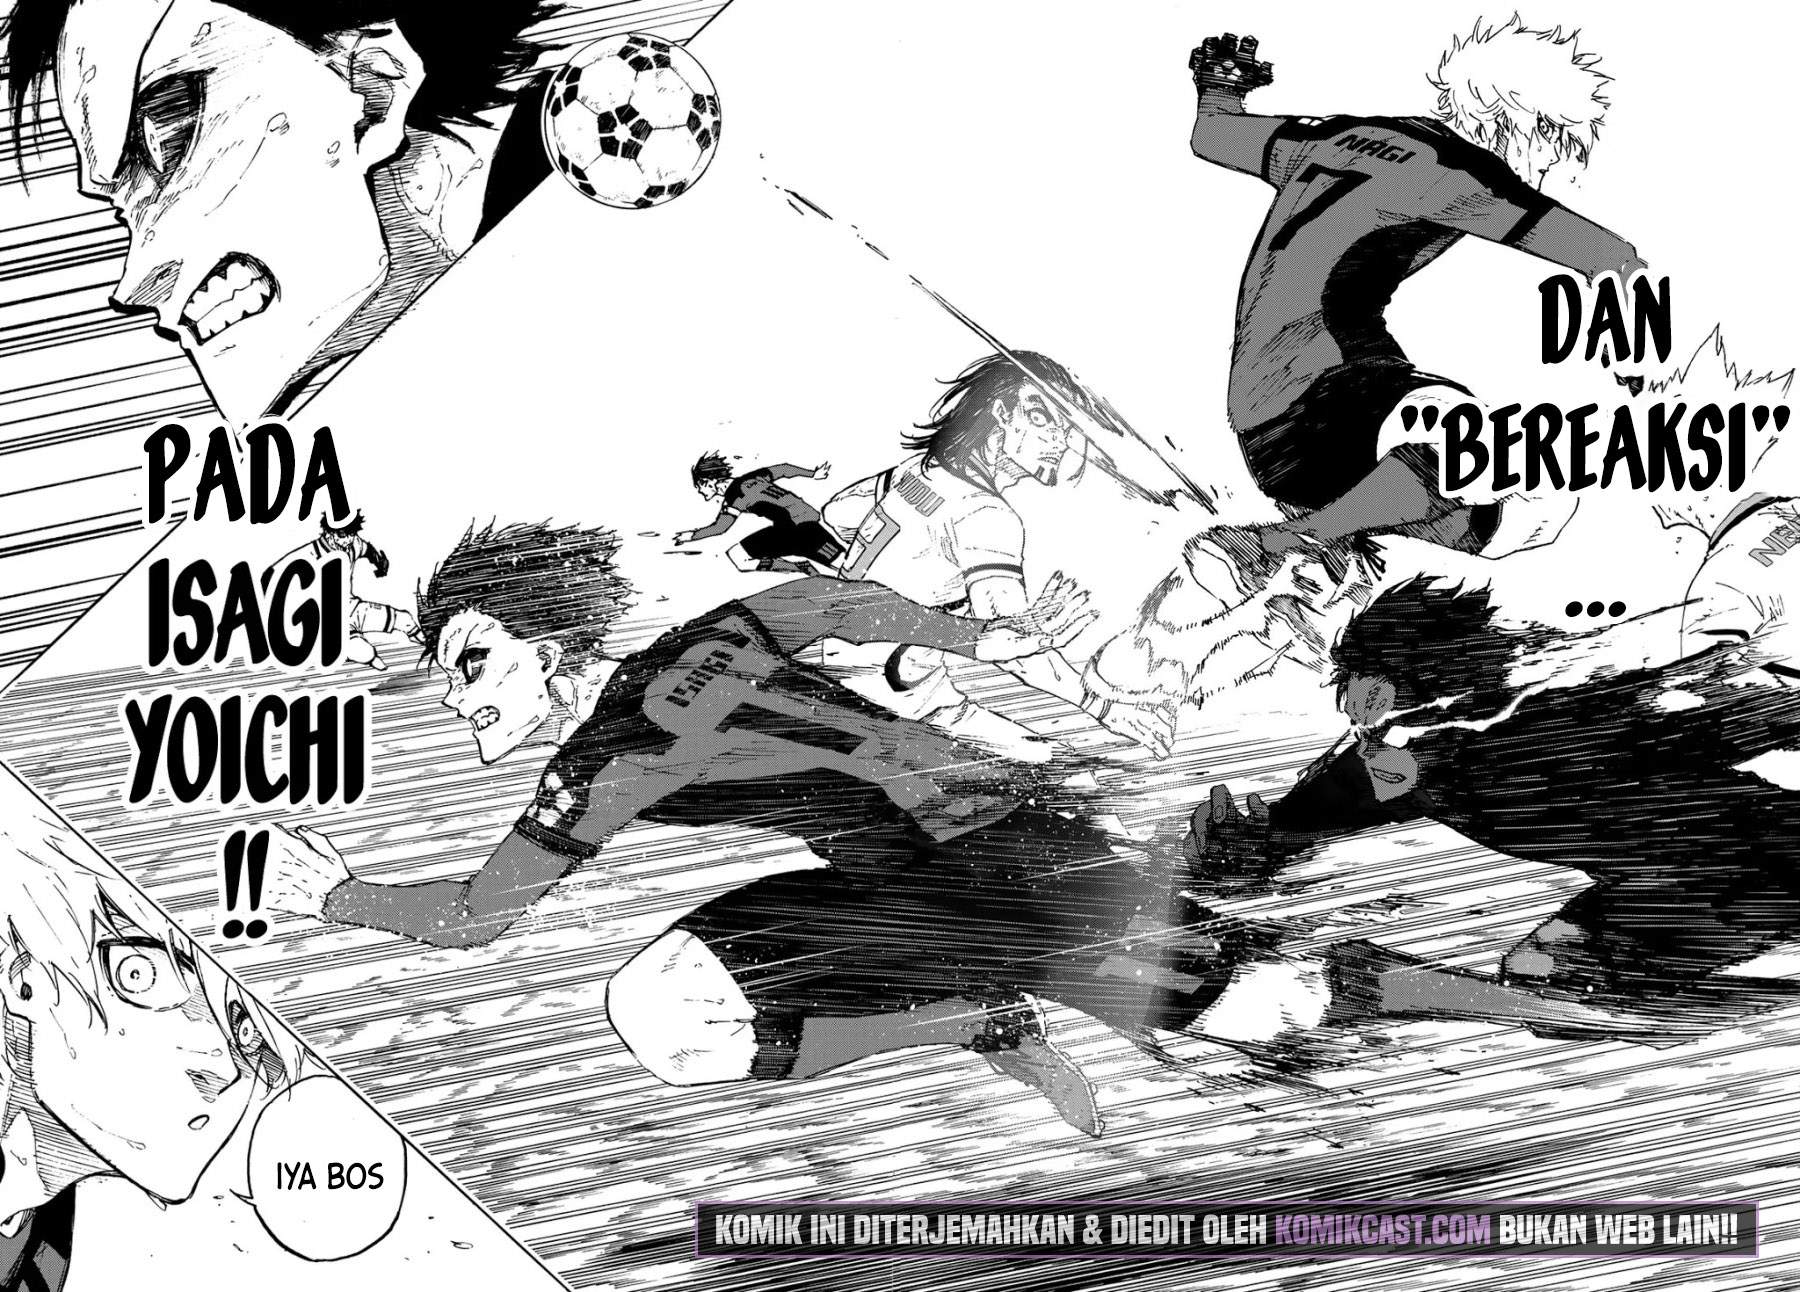 NAGI
7
DAN
"BEREAKSI"
...
PADA
ISAGI
YOICHI
!!
ISAGI
IYA BOS
KOMIK INI DITERJEMAHKAN & DIEDIT OLEH KOMIKCAST.COM BUKAN WEB LAIN!!